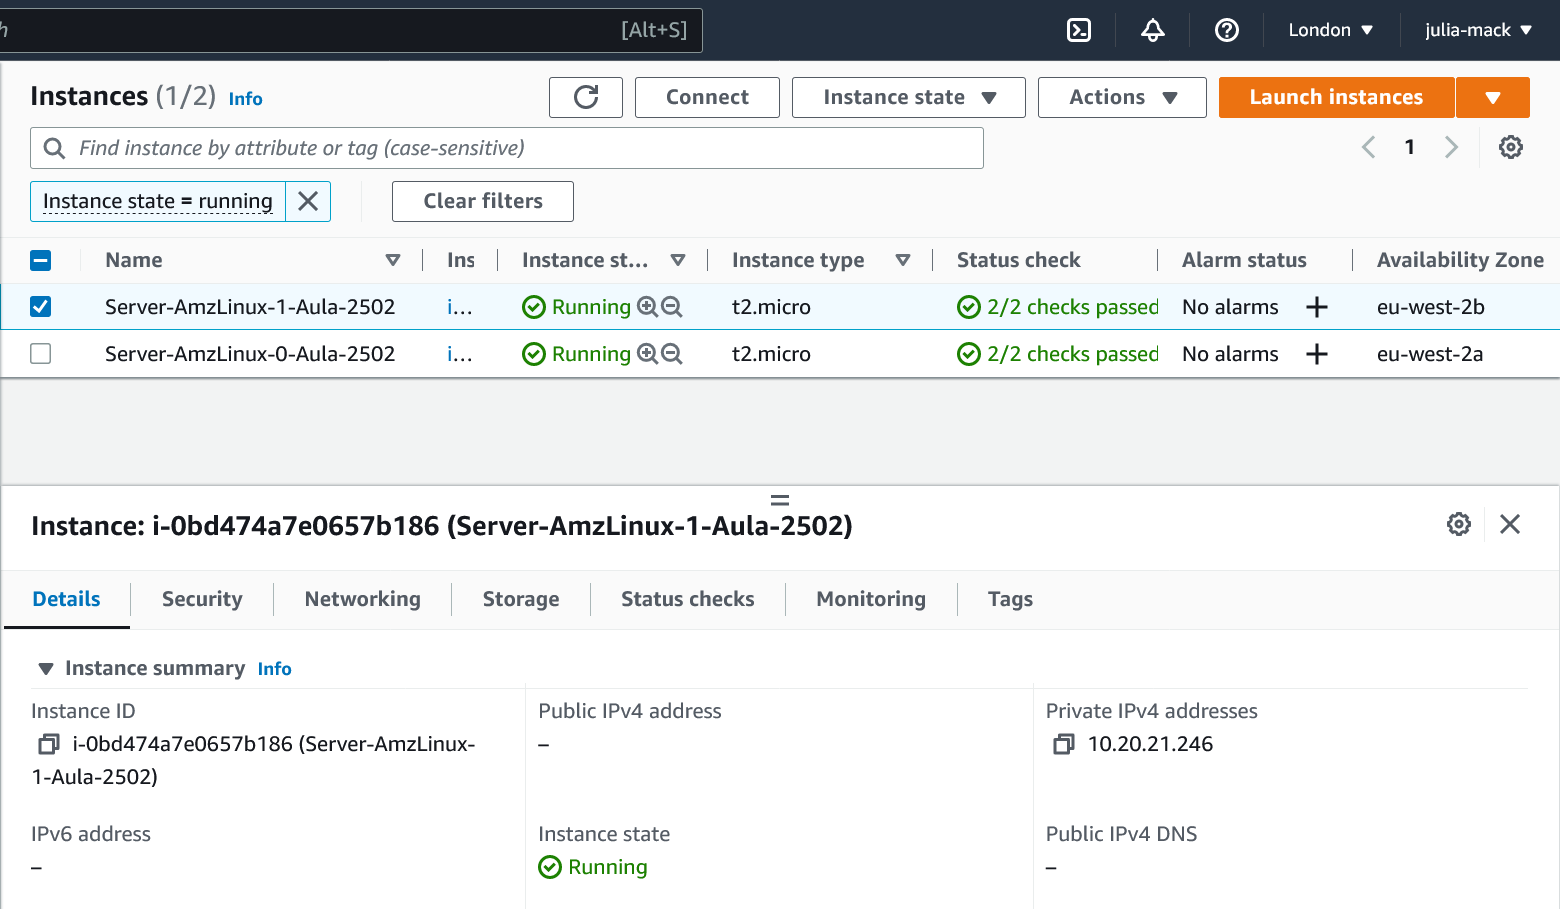 [Alt+S]
London
julia-mack
Instances (1/2) Info
Connect
Instance state
Actions
Launch instances
Find instance by attribute or tag (case-sensitive)
1
Instance state = running
Clear filters
Name
Ins
Instance st...
Instance type
Status check
Alarm status
Availability Zone
Server-AmzLinux-1-Aula-2502 i... Running t2.micro 2/2 checks passed No alarms eu-west-2b
Server-AmzLinux-0-Aula-2502 i... Running t2.micro 2/2 checks passed No alarms eu-west-2a
Instance: i-0bd474a7e0657b186 (Server-AmzLinux-1-Aula-2502)
Details
Security
Networking
Storage
Status checks
Monitoring
Tags
Instance summary Info
Instance ID
i-0bd474a7e0657b186 (Server-AmzLinux-
1-Aula-2502)
Public IPv4 address
–
Private IPv4 addresses
10.20.21.246
IPv6 address
–
Instance state
Running
Public IPv4 DNS
–